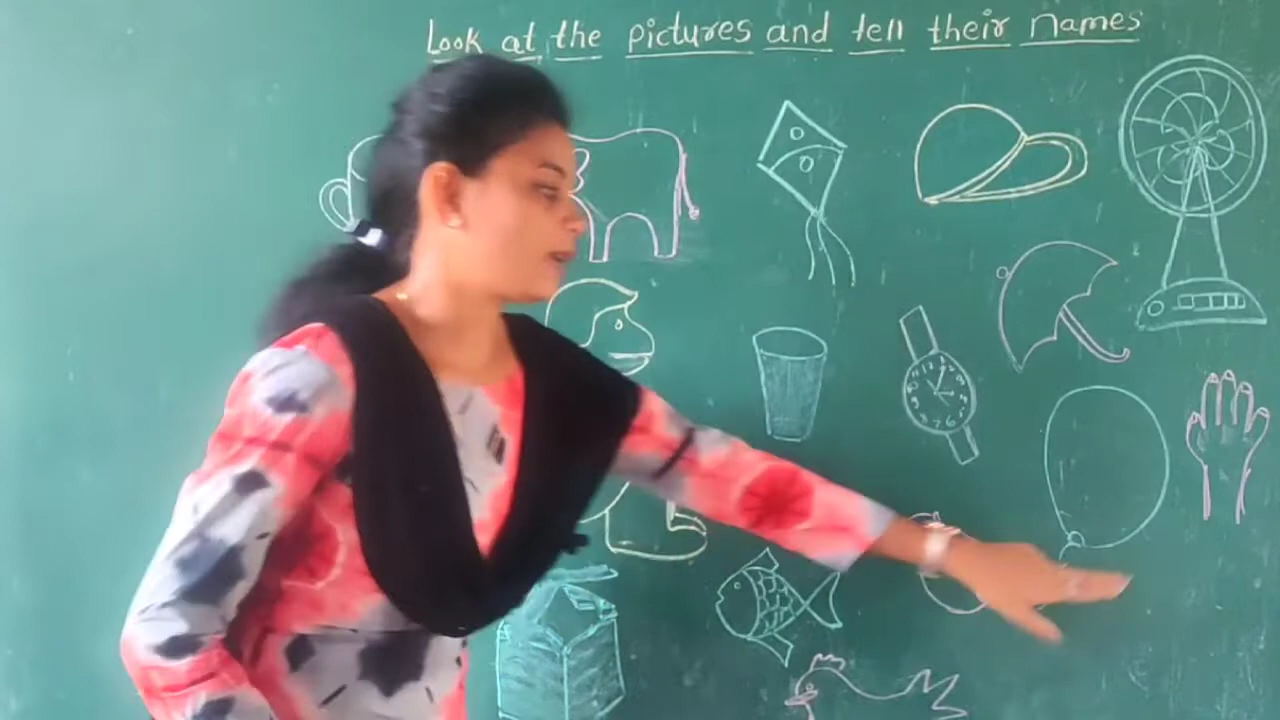 Look at the pictures and tell their names